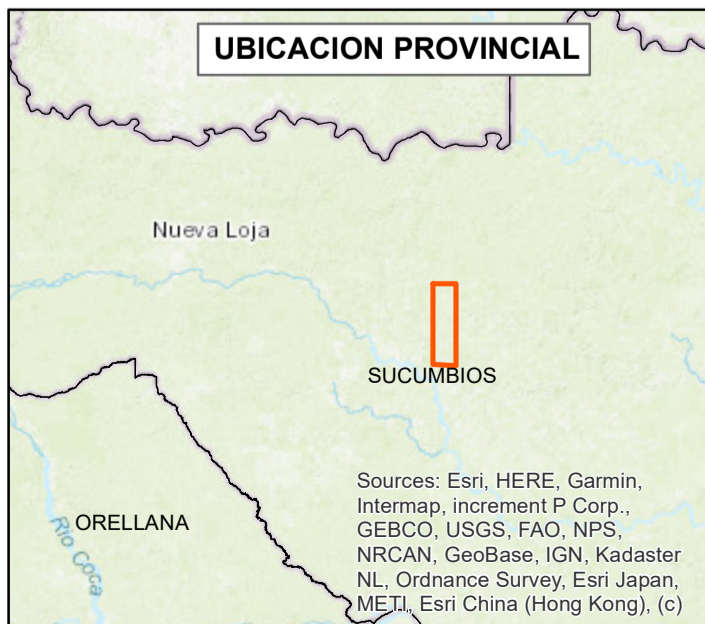 UBICACION PROVINCIAL
Nueva Loja
SUCUMBIOS
ORELLANA
Rio Coca
Sources: Esri, HERE, Garmin,
Intermap, increment P Corp.,
GEBCO, USGS, FAO, NPS,
NRCAN, GeoBase, IGN, Kadaster
NL, Ordnance Survey, Esri Japan,
METI, Esri China (Hong Kong), (c)